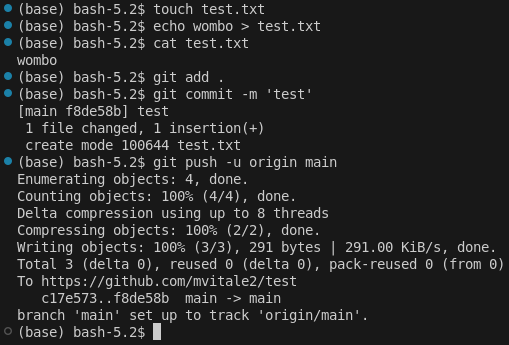 (base) bash-5.2$ touch test.txt
(base) bash-5.2$ echo wombo > test.txt
(base) bash-5.2$ cat test.txt
wombo
(base) bash-5.2$ git add .
(base) bash-5.2$ git commit -m 'test'
[main f8de58b] test
 1 file changed, 1 insertion(+)
 create mode 100644 test.txt
(base) bash-5.2$ git push -u origin main
Enumerating objects: 4, done.
Counting objects: 100% (4/4), done.
Delta compression using up to 8 threads
Compressing objects: 100% (2/2), done.
Writing objects: 100% (3/3), 291 bytes | 291.00 KiB/s, done.
Total 3 (delta 0), reused 0 (delta 0), pack-reused 0 (from 0)
To https://github.com/mvitale2/test
   c17e573..f8de58b  main -> main
branch 'main' set up to track 'origin/main'.
(base) bash-5.2$